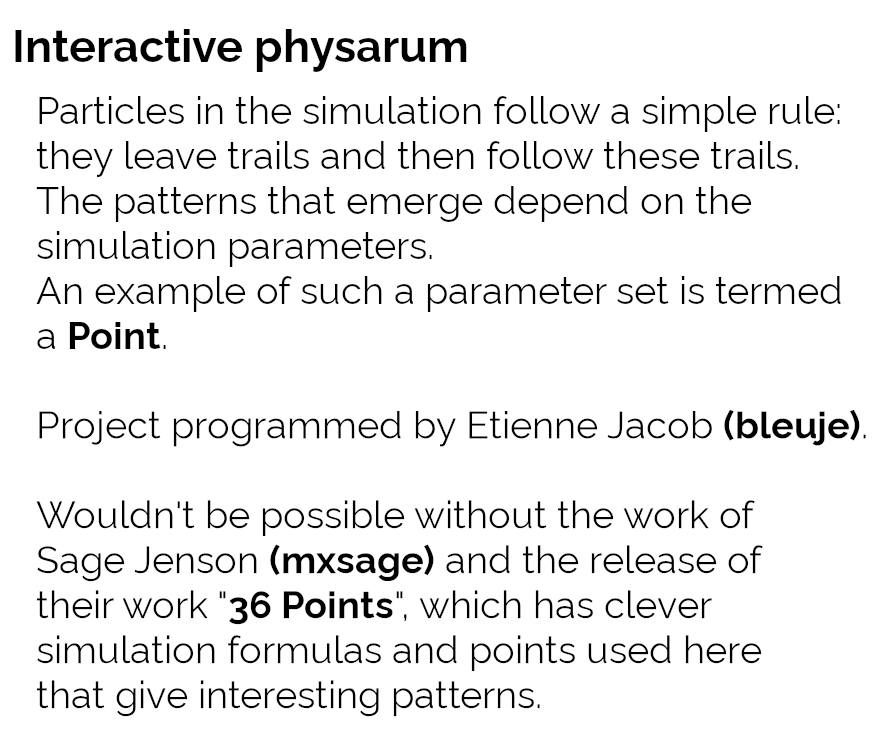 Interactive physarum
Particles in the simulation follow a simple rule:
they leave trails and then follow these trails.
The patterns that emerge depend on the
simulation parameters.
An example of such a parameter set is termed
a Point.
Project programmed by Etienne Jacob (bleuje).
Wouldn't be possible without the work of
Sage Jenson (mxsage) and the release of
their work "36 Points", which has clever
simulation formulas and points used here
that give interesting patterns.